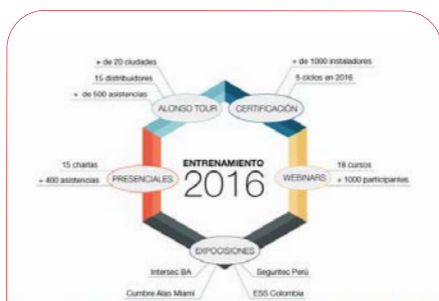 + de 20 ciudades
15 distribuidores
+ de 500 asistencias
ALONSO TOUR
+ de 1000 instaladores
5 ciclos en 2016
CERTIFICACIÓN
15 charlas
+ 400 asistencias
PRESENCIALES
ENTRENAMIENTO
2016
18 cursos
+ 1000 participantes
WEBINARS
EXPOSICIONES
Intersec BA
Cumbre Alas Miami
Seguritec Perú
ESS Colombia